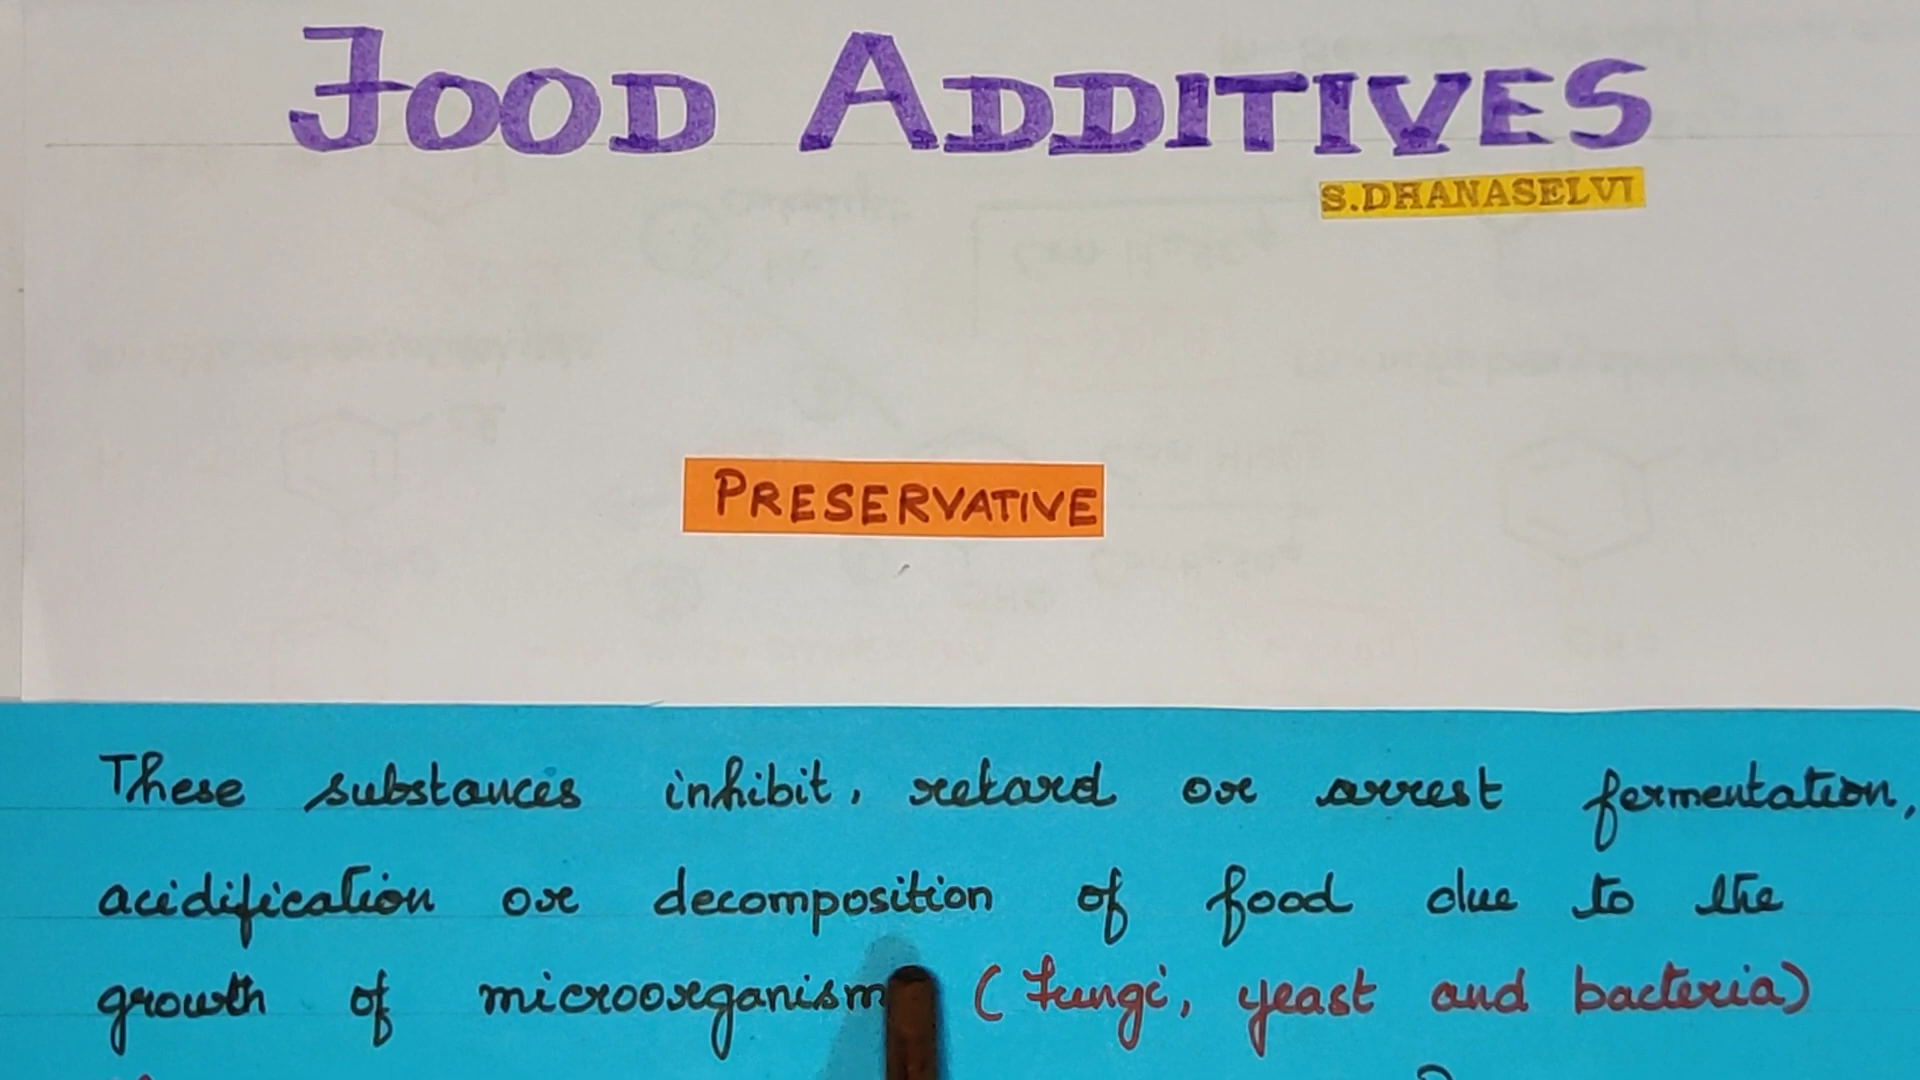 FOOD ADDITIVES
S.DHANASELVI
PRESERVATIVE
These substances inhibit, retard or arrest fermentation,
acidification or decomposition of food due to the
growth of microorganism (Fungi, yeast and bacteria)